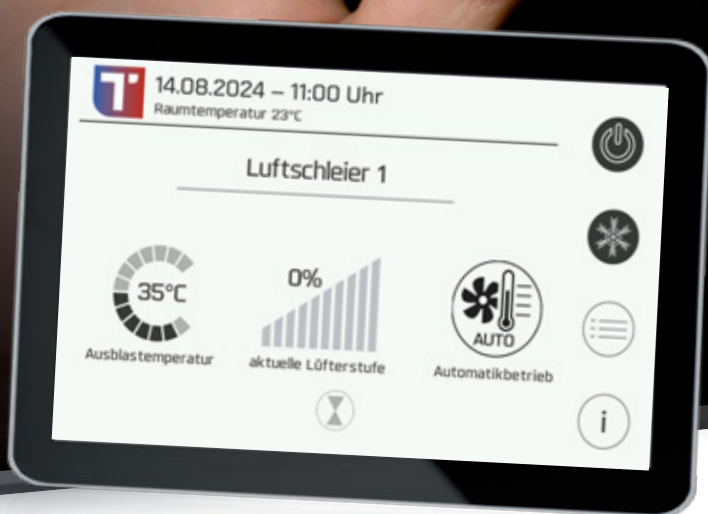 T
14.08.2024 – 11:00 Uhr
Raumtemperatur 23°C
Luftschleier 1
35°C
0%
AUTO
Ausblastemperatur
aktuelle Lüfterstufe
Automatikbetrieb
i